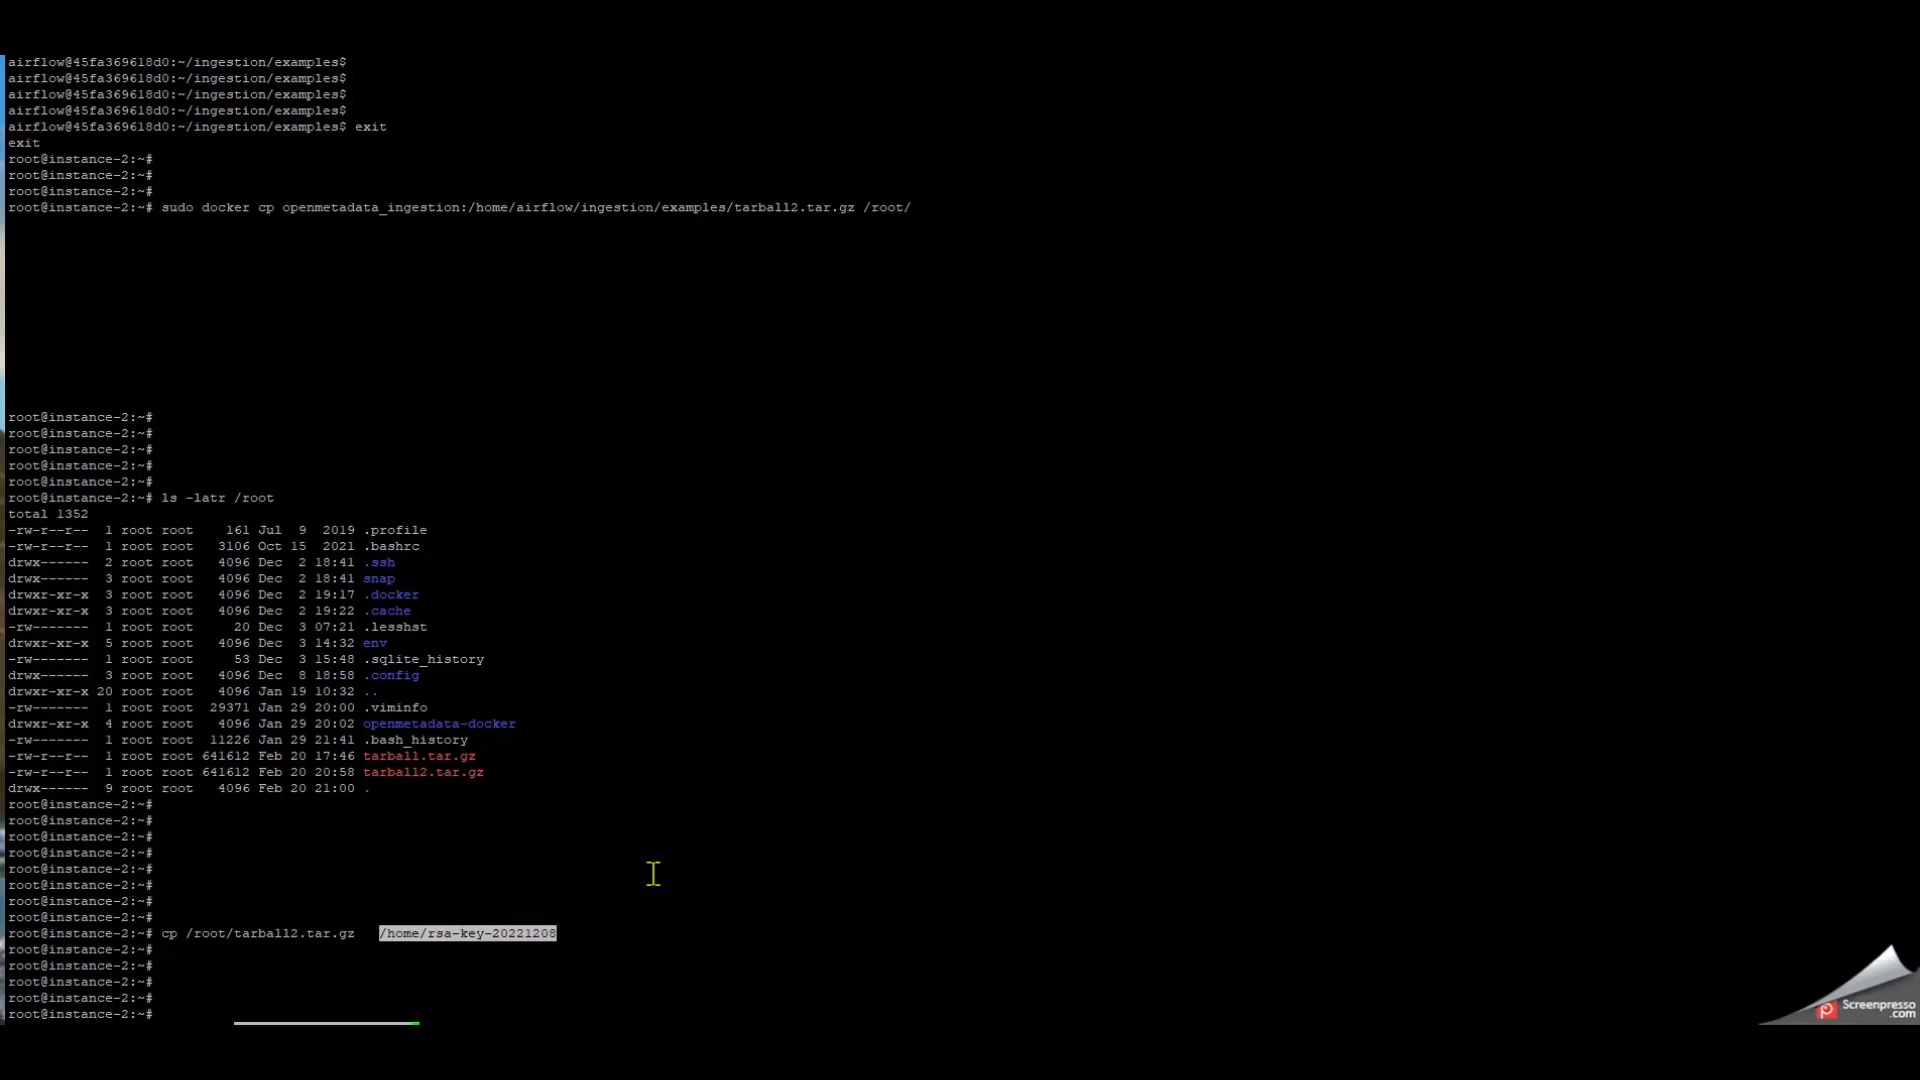 airflow@45fa369618d0:~/ingestion/examples$
airflow@45fa369618d0:~/ingestion/examples$
airflow@45fa369618d0:~/ingestion/examples$
airflow@45fa369618d0:~/ingestion/examples$
airflow@45fa369618d0:~/ingestion/examples$ exit
exit
root@instance-2:~#
root@instance-2:~#
root@instance-2:~#
root@instance-2:~# sudo docker cp openmetadata_ingestion:/home/airflow/ingestion/examples/tarball2.tar.gz /root/
root@instance-2:~#
root@instance-2:~#
root@instance-2:~#
root@instance-2:~#
root@instance-2:~#
root@instance-2:~# ls -latr /root
total 1352
-rw-r--r--  1 root root    161 Jul  9  2019 .profile
-rw-r--r--  1 root root   3106 Oct 15  2021 .bashrc
drwx------  2 root root   4096 Dec  2 18:41 .ssh
drwx------  3 root root   4096 Dec  2 18:41 snap
drwxr-xr-x  3 root root   4096 Dec  2 19:17 .docker
drwxr-xr-x  3 root root   4096 Dec  2 19:22 .cache
-rw-------  1 root root     20 Dec  3 07:21 .lesshst
drwxr-xr-x  5 root root   4096 Dec  3 14:32 env
-rw-------  1 root root     53 Dec  3 15:48 .sqlite_history
drwx------  3 root root   4096 Dec  8 18:58 .config
drwxr-xr-x 20 root root   4096 Jan 19 10:32 ..
-rw-------  1 root root  29371 Jan 29 20:00 .viminfo
drwxr-xr-x  4 root root   4096 Jan 29 20:02 openmetadata-docker
-rw-------  1 root root  11226 Jan 29 21:41 .bash_history
-rw-r--r--  1 root root 641612 Feb 20 17:46 tarball.tar.gz
-rw-r--r--  1 root root 641612 Feb 20 20:58 tarball2.tar.gz
drwx------  9 root root   4096 Feb 20 21:00 .
root@instance-2:~#
root@instance-2:~#
root@instance-2:~#
root@instance-2:~#
root@instance-2:~#
root@instance-2:~#
root@instance-2:~#
root@instance-2:~#
root@instance-2:~# cp /root/tarball2.tar.gz   /home/rsa-key-20221208
root@instance-2:~#
root@instance-2:~#
root@instance-2:~#
root@instance-2:~#
root@instance-2:~#
Screenpresso
.com